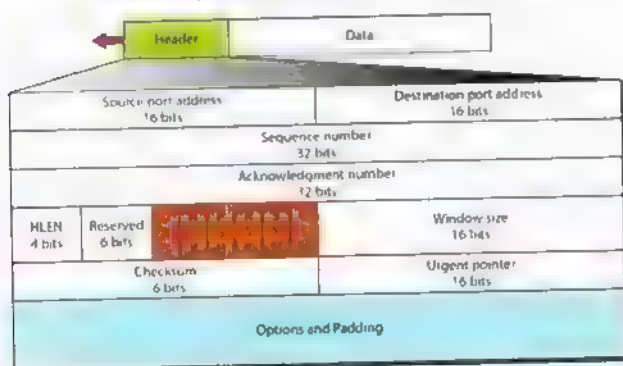 Header
Data
Source port address
16 bits
Destination port address
16 bits
Sequence number
32 bits
Acknowledgment number
32 bits
HLEN
4 bits
Reserved
6 bits
Window size
16 bits
Checksum
6 bits
Urgent pointer
16 bits
Options and Padding